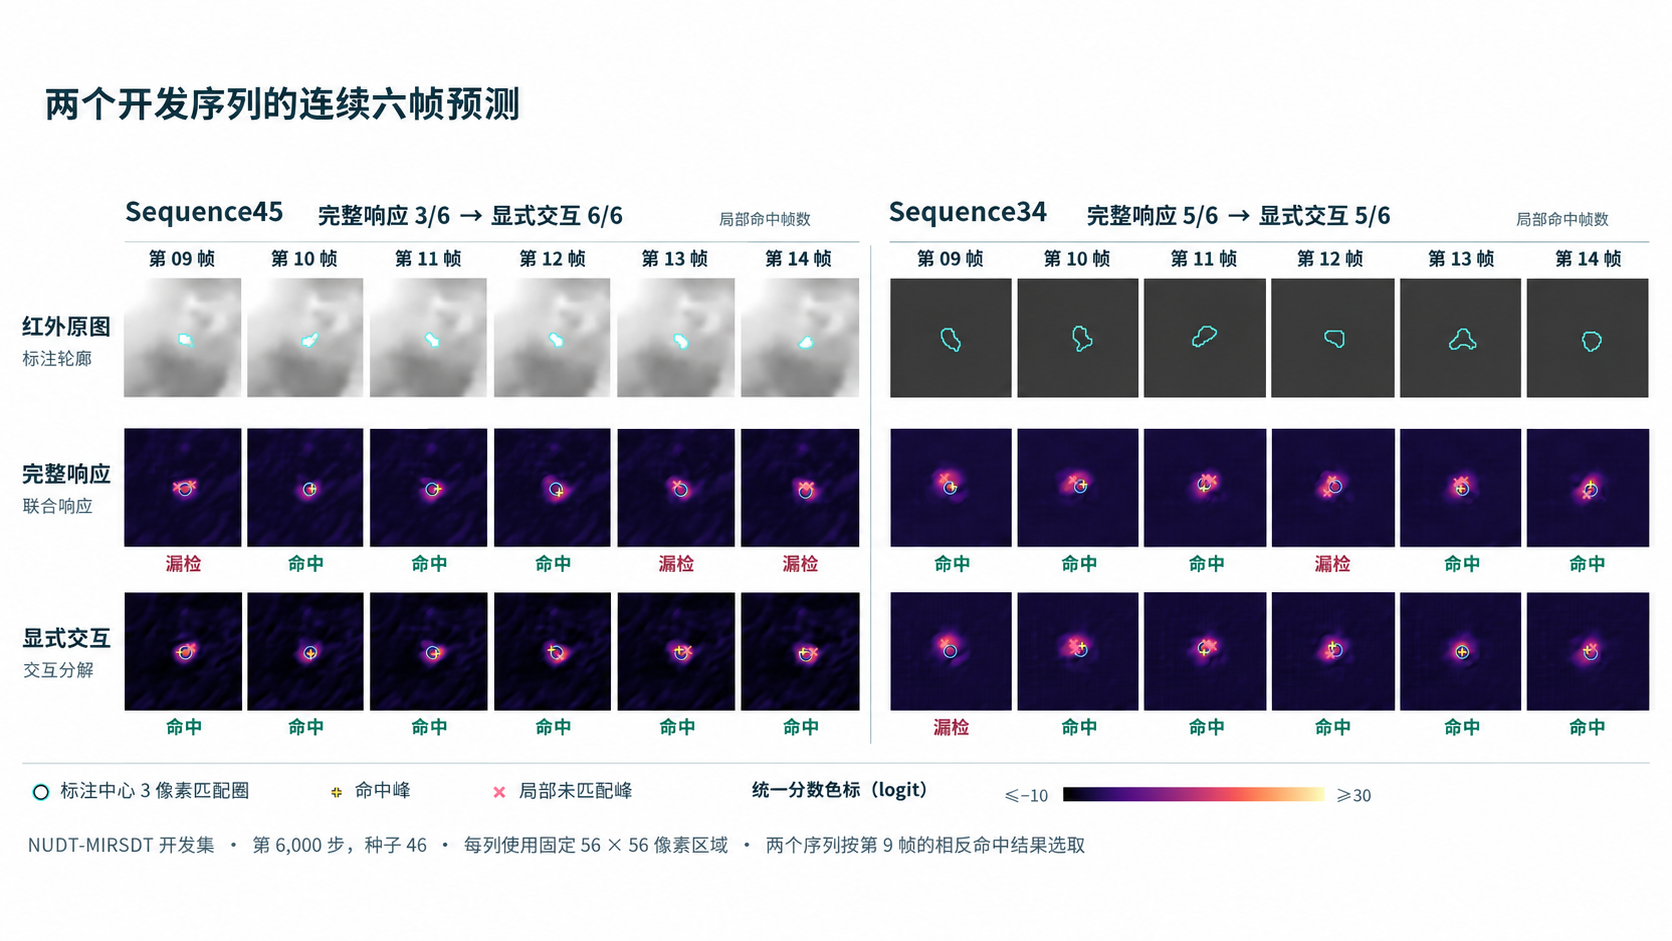 两个开发序列的连续六帧预测
Sequence45 完整响应 3/6 → 显式交互 6/6 局部命中帧数
Sequence34 完整响应 5/6 → 显式交互 5/6 局部命中帧数
第 09 帧 第 10 帧 第 11 帧 第 12 帧 第 13 帧 第 14 帧 第 09 帧 第 10 帧 第 11 帧 第 12 帧 第 13 帧 第 14 帧
红外原图
标注轮廓
完整响应
联合响应
漏检 命中 命中 命中 漏检 漏检 命中 命中 命中 漏检 命中 命中
显式交互
交互分解
命中 命中 命中 命中 命中 命中 漏检 命中 命中 命中 命中 命中
标注中心 3 像素匹配圈 命中峰 局部未匹配峰 统一分数色标（logit） ≤−10 ≥30
NUDT-MIRSDT 开发集 • 第 6,000 步，种子 46 • 每列使用固定 56 × 56 像素区域 • 两个序列按第 9 帧的相反命中结果选取